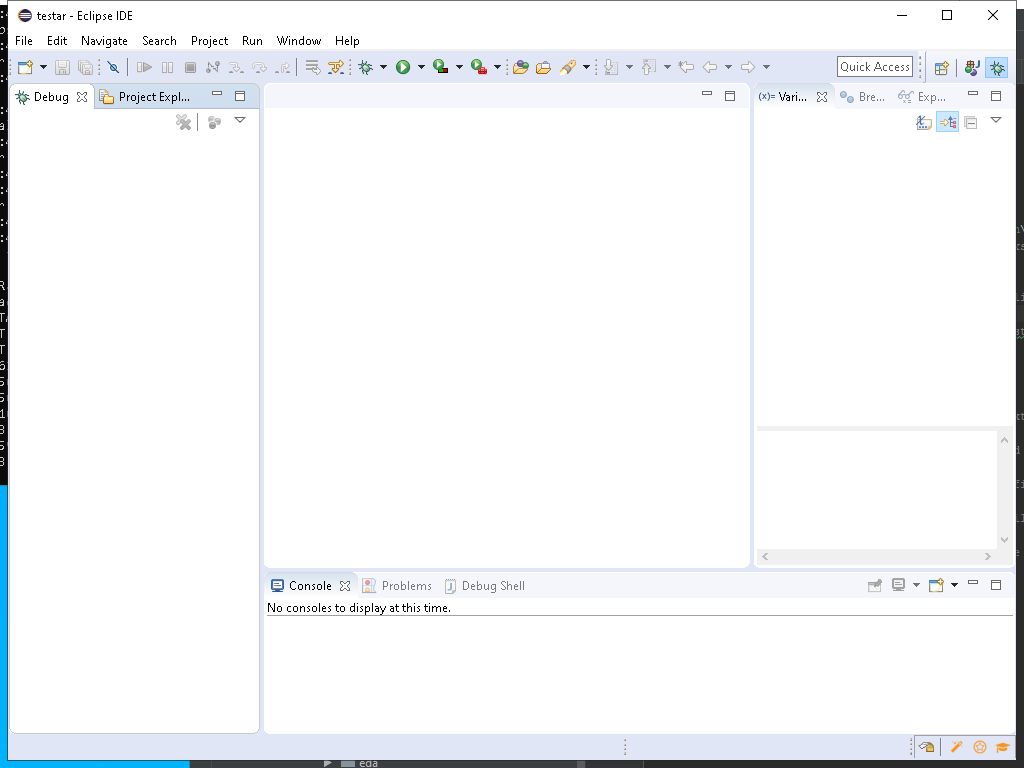 testar - Eclipse IDE
File Edit Navigate Search Project Run Window Help
Quick Access
Debug Project Expl... (x)= Vari... Bre... Exp...
Console Problems Debug Shell
No consoles to display at this time.
eda